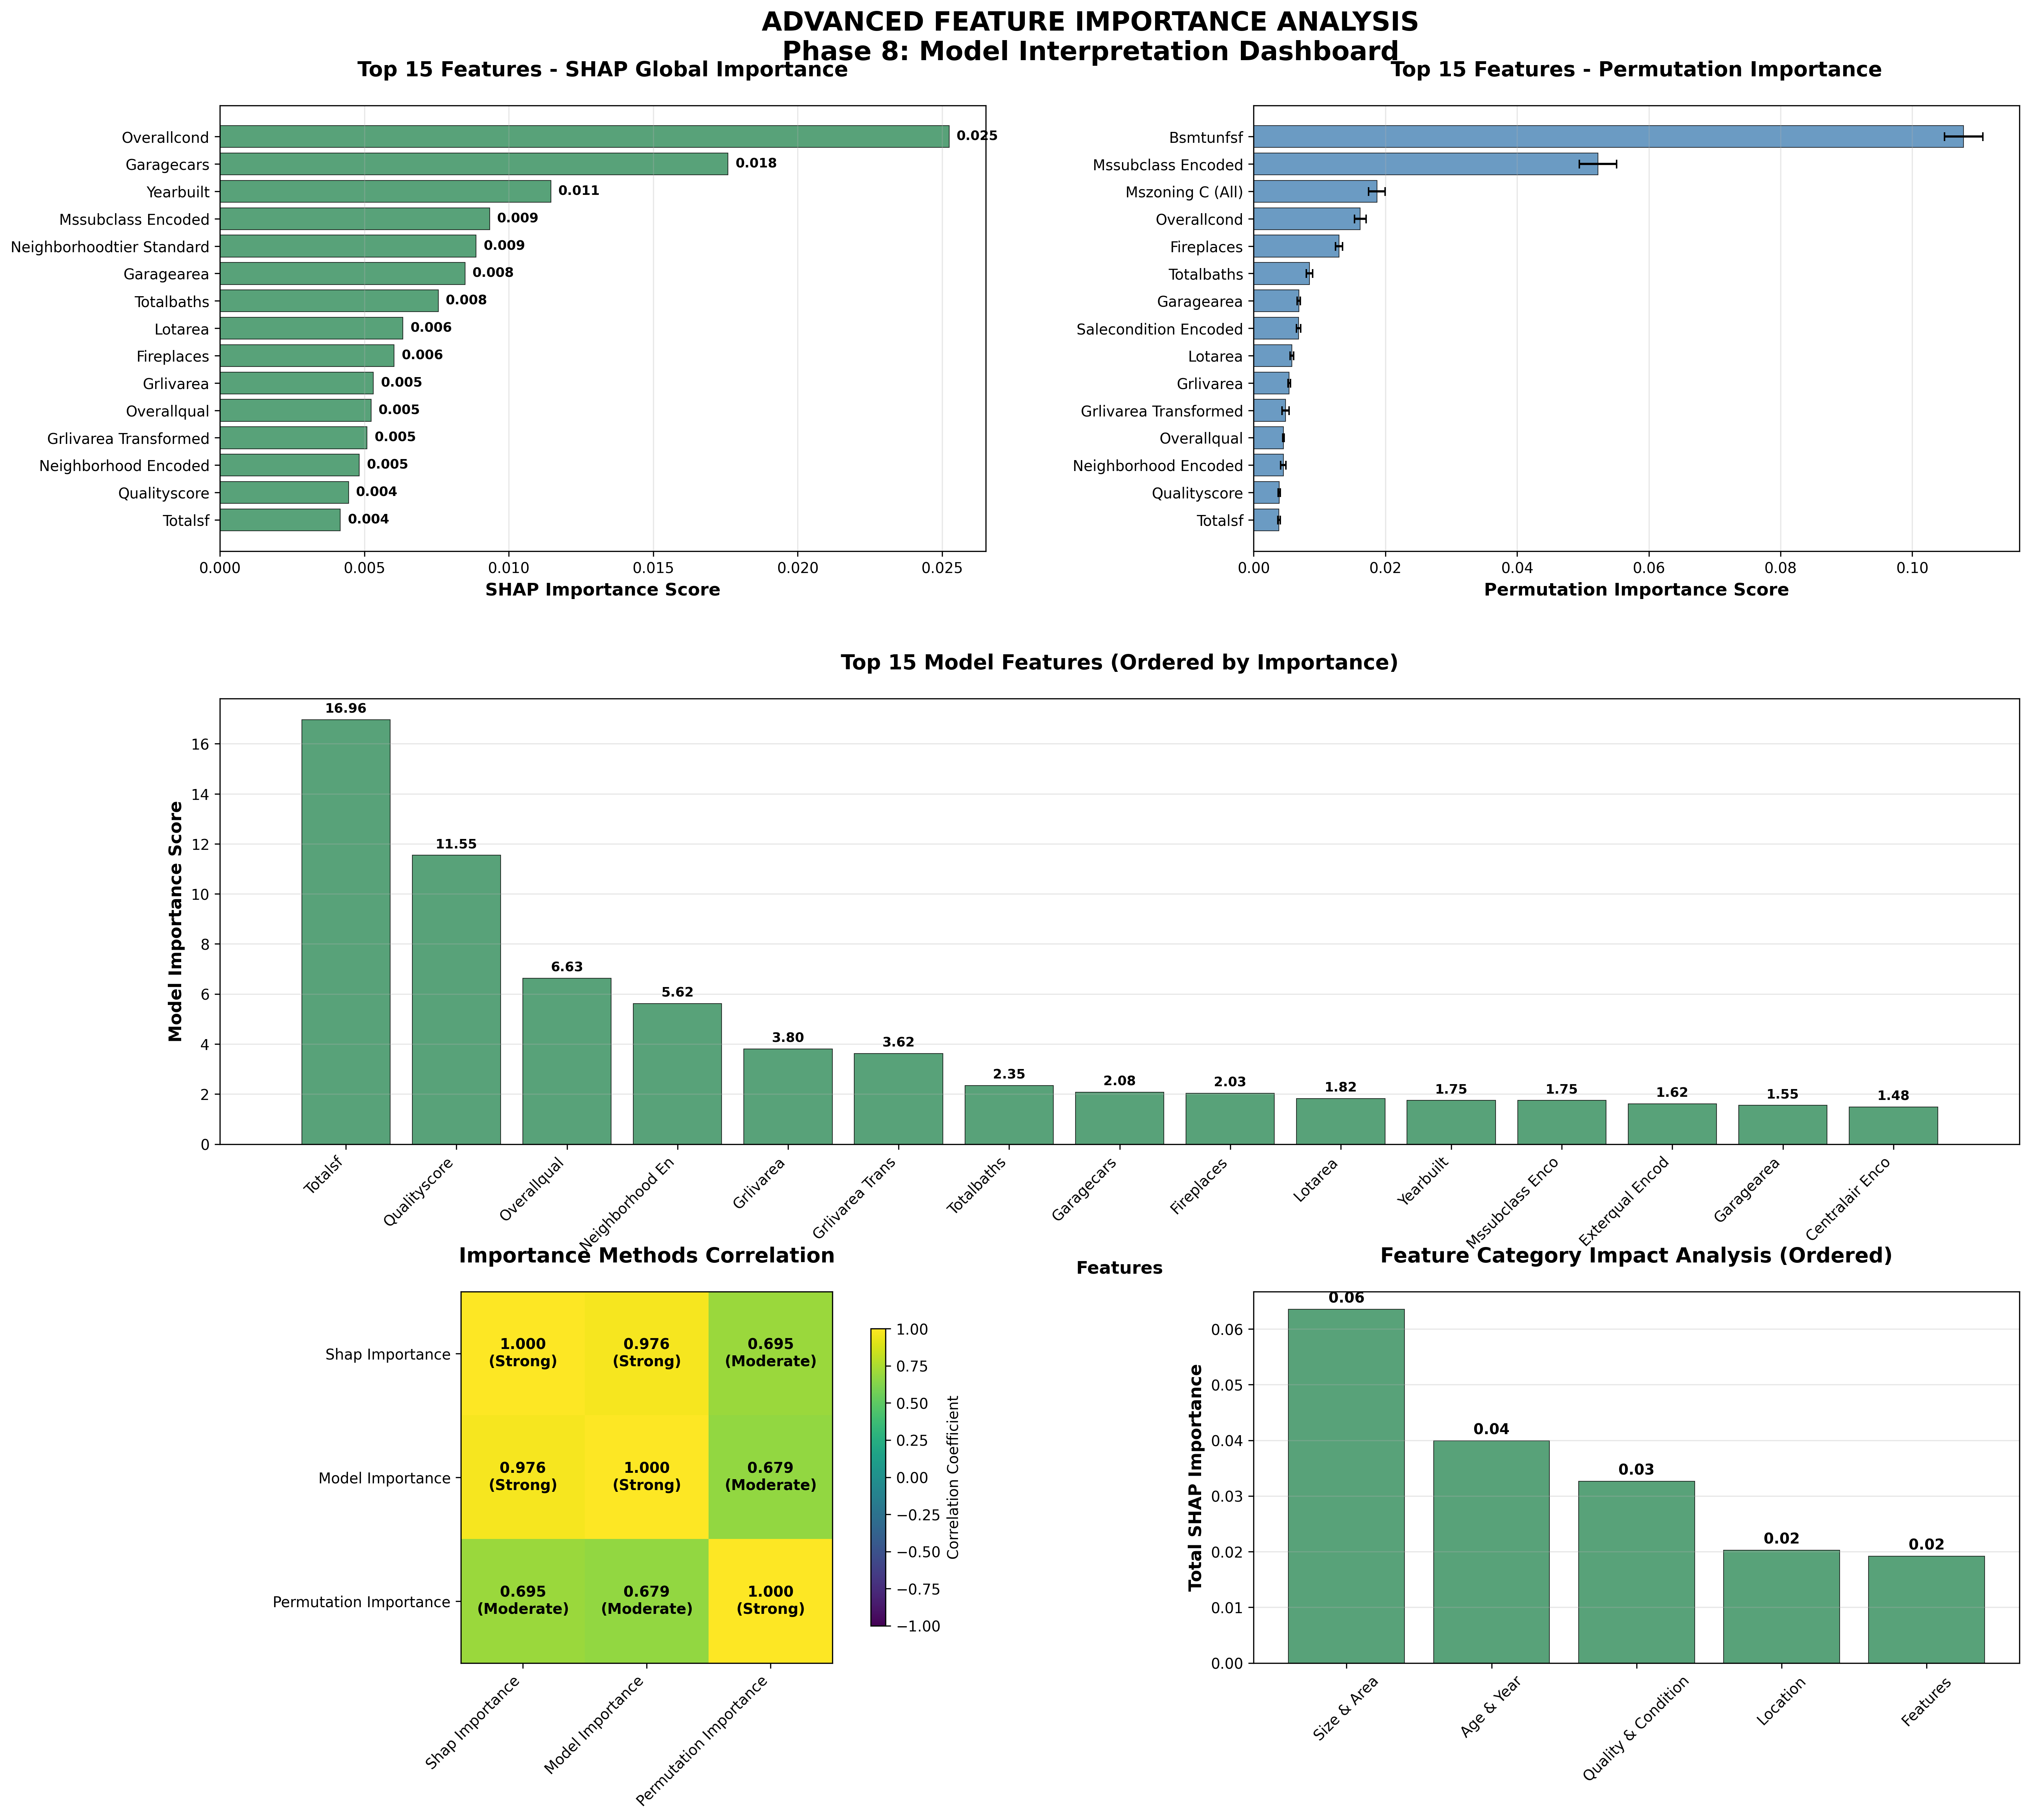 ADVANCED FEATURE IMPORTANCE ANALYSIS
Phase 8: Model Interpretation Dashboard
Top 15 Features - SHAP Global Importance
Overallcond
0.025
Garagecars
0.018
Yearbuilt
0.011
Mssubclass Encoded
0.009
Neighborhoodtier Standard
0.009
Garagearea
0.008
Totalbaths
0.008
Lotarea
0.006
Fireplaces
0.006
Grlivarea
0.005
Overallqual
0.005
Grlivarea Transformed
0.005
Neighborhood Encoded
0.005
Qualityscore
0.004
Totalsf
0.004
0.000 0.005 0.010 0.015 0.020 0.025
SHAP Importance Score
Top 15 Features - Permutation Importance
Bsmtunfsf
Mssubclass Encoded
Mszoning C (All)
Overallcond
Fireplaces
Totalbaths
Garagearea
Salecondition Encoded
Lotarea
Grlivarea
Grlivarea Transformed
Overallqual
Neighborhood Encoded
Qualityscore
Totalsf
0.00 0.02 0.04 0.06 0.08 0.10
Permutation Importance Score
Top 15 Model Features (Ordered by Importance)
Model Importance Score
16
14
12
10
8
6
4
2
0
16.96
11.55
6.63
5.62
3.80
3.62
2.35
2.08
2.03
1.82
1.75
1.75
1.62
1.55
1.48
Totalsf
Qualityscore
Overallqual
Neighborhood En
Grlivarea
Grlivarea Trans
Totalbaths
Garagecars
Fireplaces
Lotarea
Yearbuilt
Mssubclass Enco
Exterqual Encod
Garagearea
Centralair Enco
Features
Importance Methods Correlation
Shap Importance
1.000
(Strong)
0.976
(Strong)
0.695
(Moderate)
Model Importance
0.976
(Strong)
1.000
(Strong)
0.679
(Moderate)
Permutation Importance
0.695
(Moderate)
0.679
(Moderate)
1.000
(Strong)
Shap Importance
Model Importance
Permutation Importance
1.00
0.75
0.50
0.25
0.00
−0.25
−0.50
−0.75
−1.00
Correlation Coefficient
Feature Category Impact Analysis (Ordered)
Total SHAP Importance
0.06
0.05
0.04
0.03
0.02
0.01
0.00
0.06
0.04
0.03
0.02
0.02
Size & Area
Age & Year
Quality & Condition
Location
Features